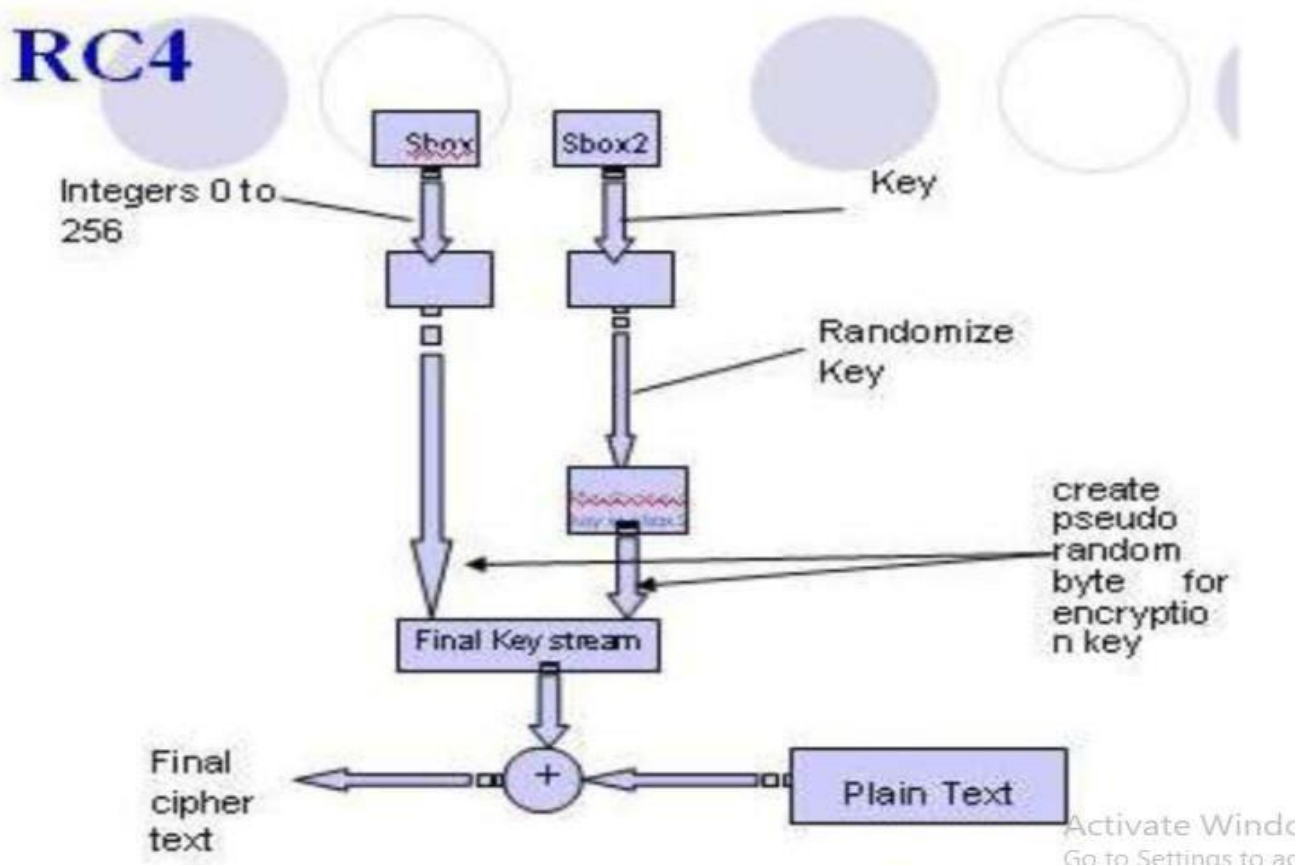 RC4
Sbox
Sbox2
Integers 0 to
256
Key
Randomize
Key
create
pseudo
random
byte for
encryptio
n key
Final Key stream
Final
cipher
text
+
Plain Text
Activate Windo
Go to Settings to ac